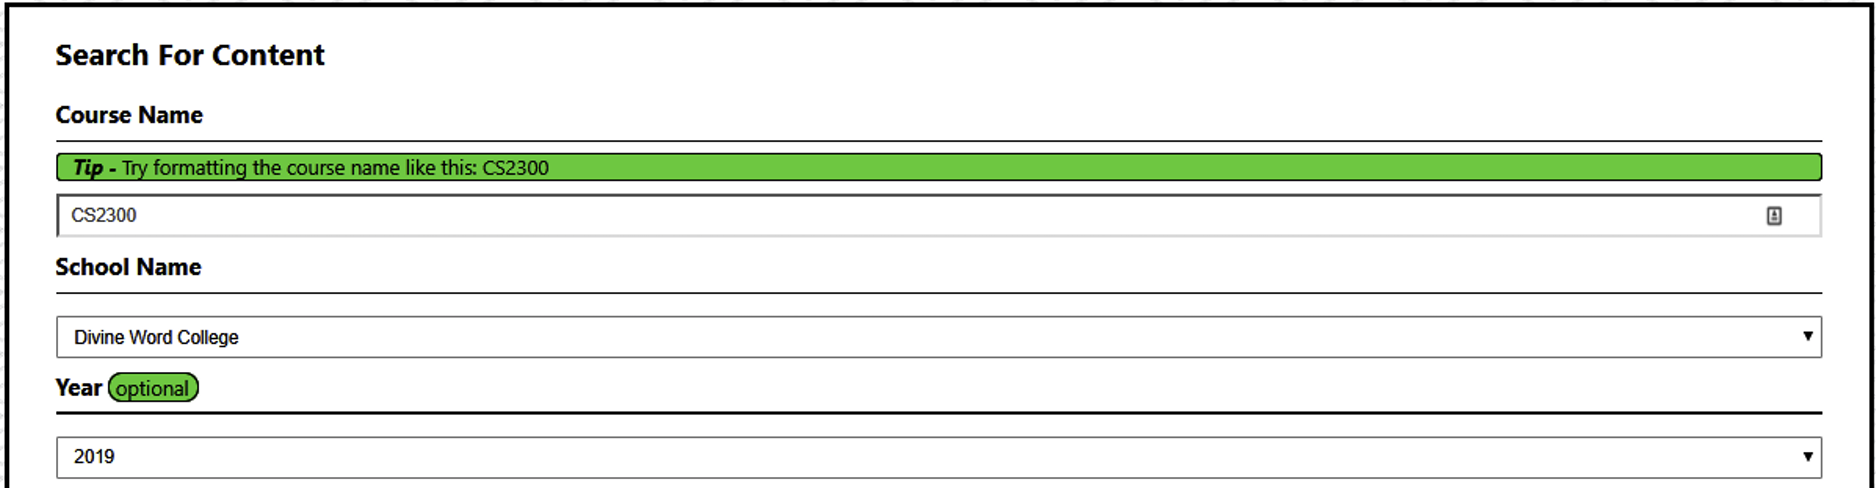 Search For Content
Course Name
Tip - Try formatting the course name like this: CS2300
CS2300
School Name
Divine Word College
Year optional
2019